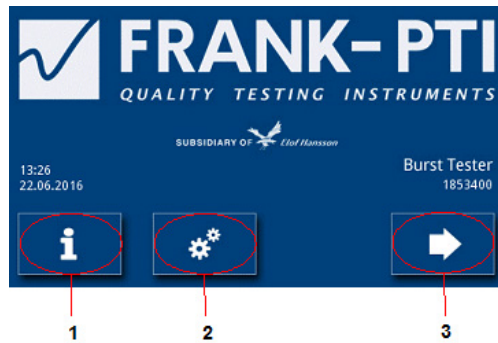 FRANK-PTI
QUALITY TESTING INSTRUMENTS
SUBSIDIARY OF Elof Hansson
13:26
22.06.2016
Burst Tester
1853400
i
1
2
3